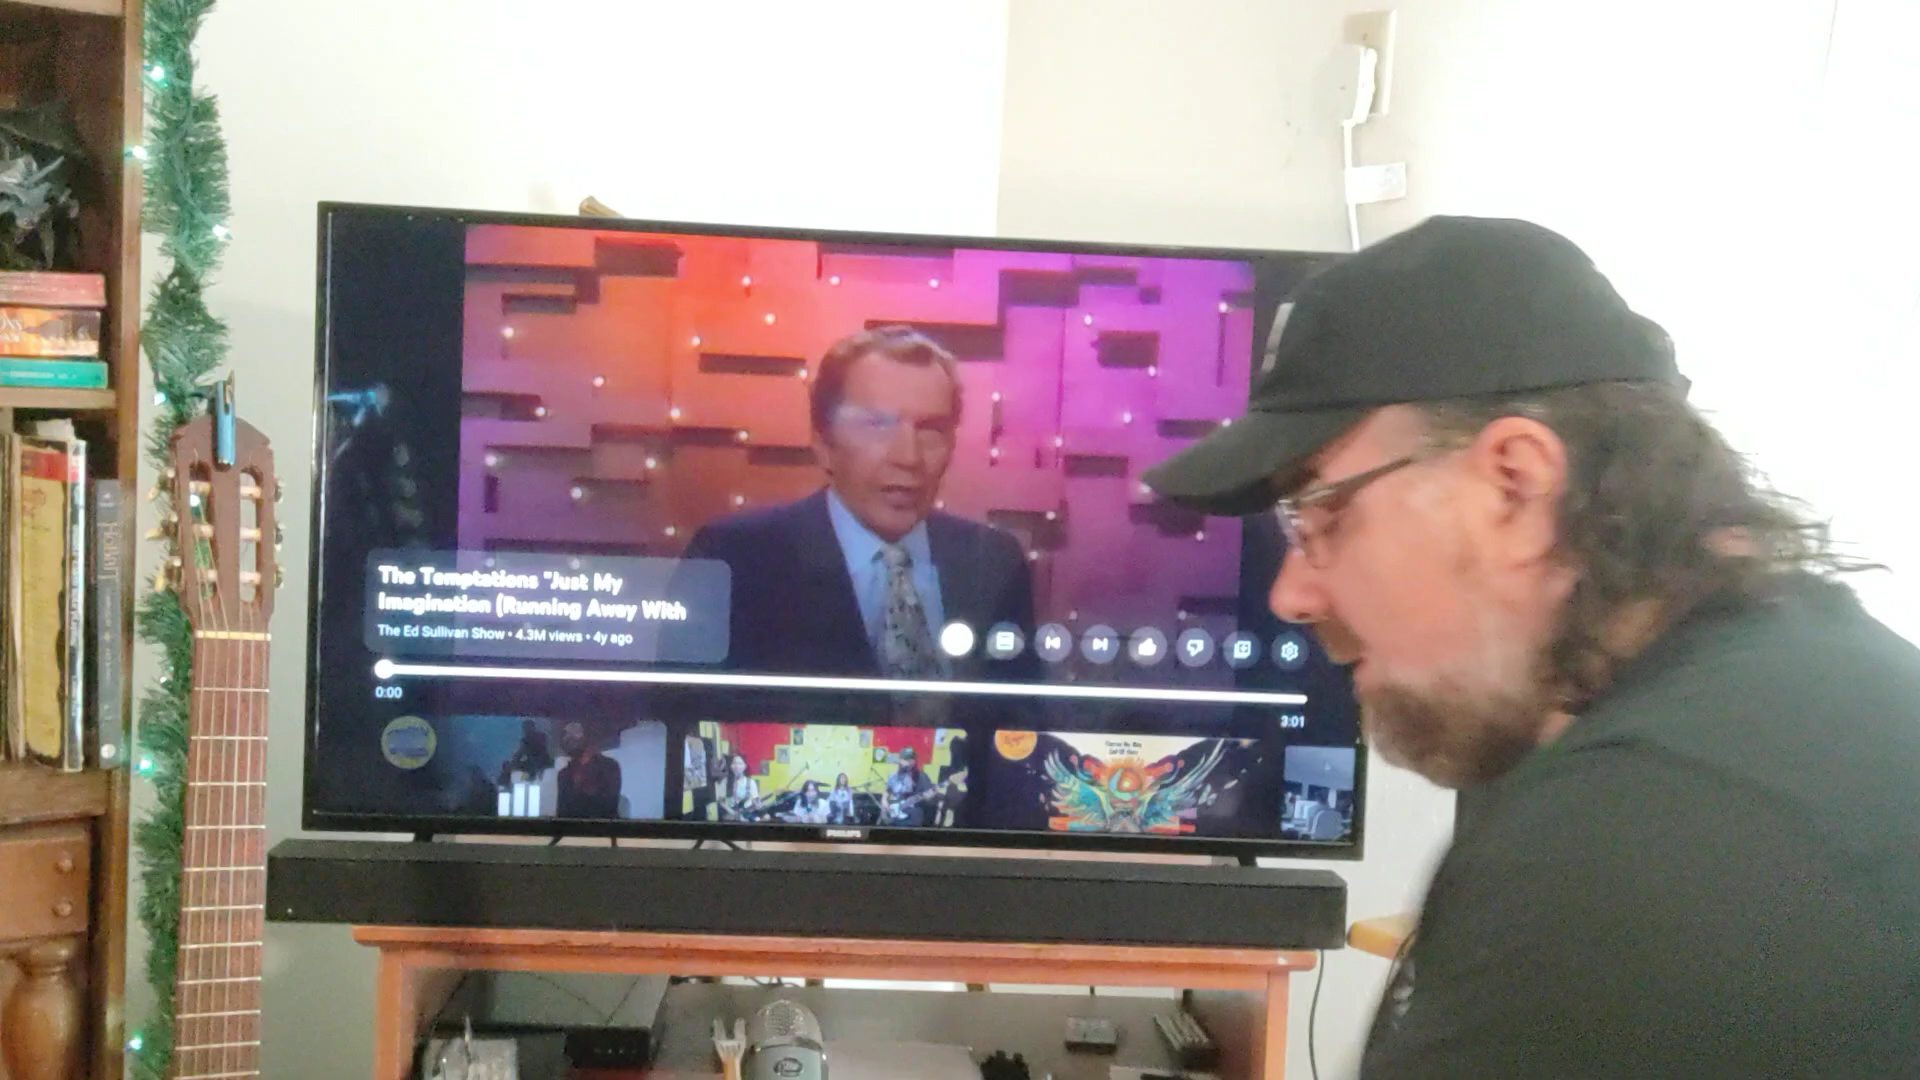 The Temptations "Just My
Imagination (Running Away With
The Ed Sullivan Show • 4.3M views • 4y ago
0:00
3:01
PHILIPS